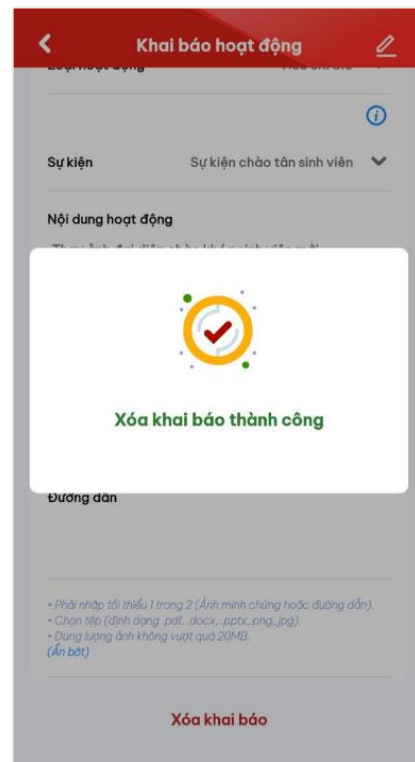 Khai báo hoạt động
Sự kiện
Sự kiện chào tân sinh viên
Nội dung hoạt động
Xóa khai báo thành công
Đường dẫn
• Phải nhập tối thiểu 1 trong 2 (Ảnh minh chứng hoặc đường dẫn).
• Chọn tệp (định dạng .pdf, .docx, .pptx,.png,.jpg).
• Dung lượng ảnh không vượt quá 20MB.
(Ẩn bớt)
Xóa khai báo